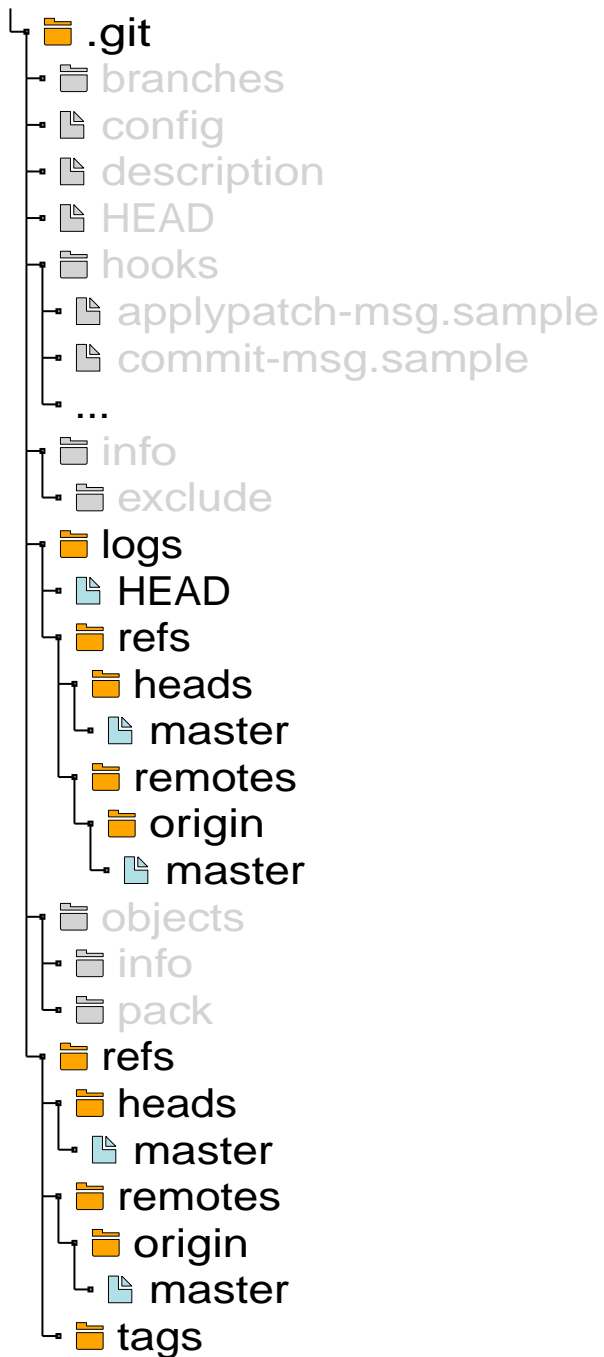 .git
branches
config
description
HEAD
hooks
applypatch-msg.sample
commit-msg.sample
...
info
exclude
logs
HEAD
refs
heads
master
remotes
origin
master
objects
info
pack
refs
heads
master
remotes
origin
master
tags